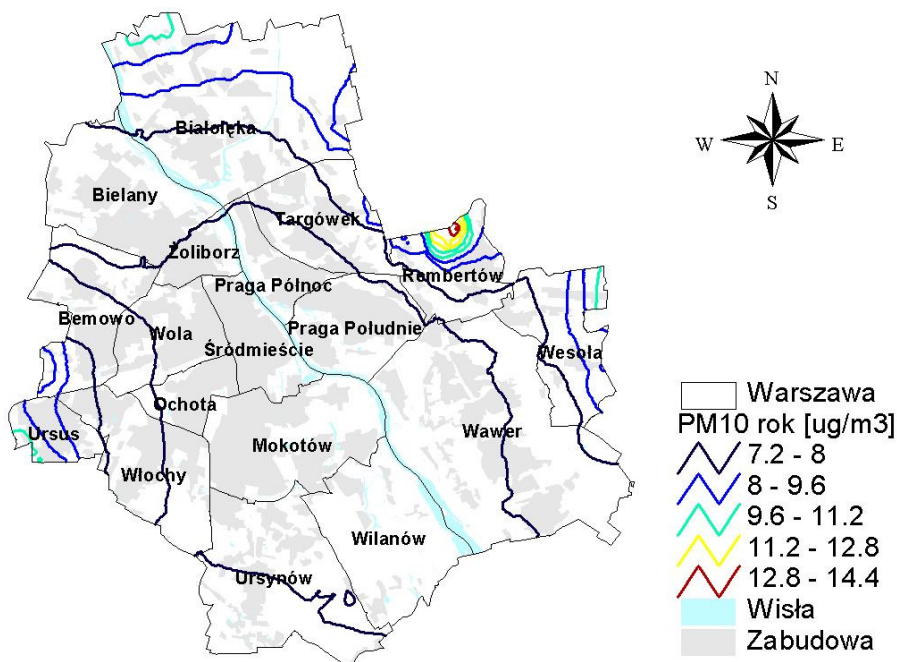 N
W E
S
Białołęka
Bielany
Targówek
Żoliborz
Rembertów
Praga Północ
Bemowo
Wola
Praga Południe
Śródmieście
Wesoła
Ochota
Ursus
Mokotów
Wawer
Włochy
Wilanów
Ursynów
Warszawa
PM10 rok [ug/m3]
7.2 - 8
8 - 9.6
9.6 - 11.2
11.2 - 12.8
12.8 - 14.4
Wisła
Zabudowa